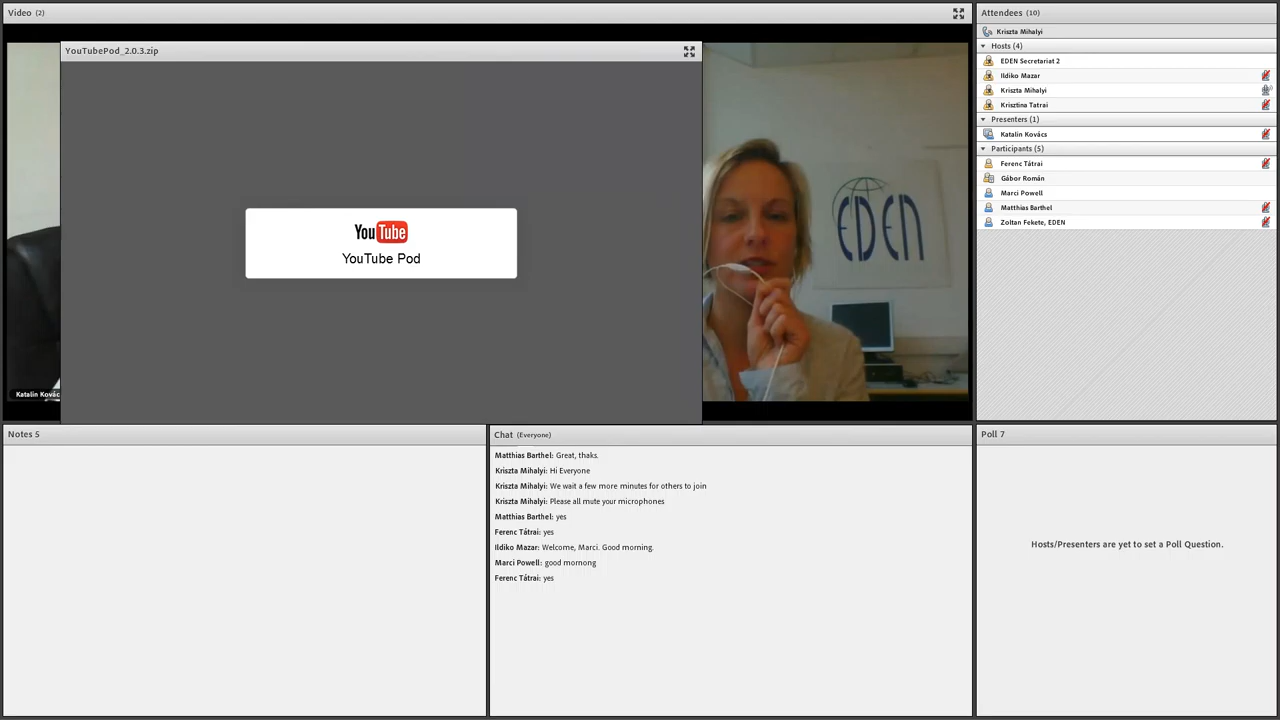 Video (2)
YouTubePod_2.0.3.zip
YouTube
YouTube Pod
EDEN
Katalin Kovác
Attendees (10)
Kriszta Mihalyi
Hosts (4)
EDEN Secretariat 2
Ildiko Mazar
Kriszta Mihalyi
Krisztina Tatrai
Presenters (1)
Katalin Kovács
Participants (5)
Ferenc Tátrai
Gábor Román
Marci Powell
Matthias Barthel
Zoltan Fekete, EDEN
Notes 5
Chat (Everyone)
Matthias Barthel: Great, thaks.
Kriszta Mihalyi: Hi Everyone
Kriszta Mihalyi: We wait a few more minutes for others to join
Kriszta Mihalyi: Please all mute your microphones
Matthias Barthel: yes
Ferenc Tátrai: yes
Ildiko Mazar: Welcome, Marci. Good morning.
Marci Powell: good mornong
Ferenc Tátrai: yes
Poll 7
Hosts/Presenters are yet to set a Poll Question.